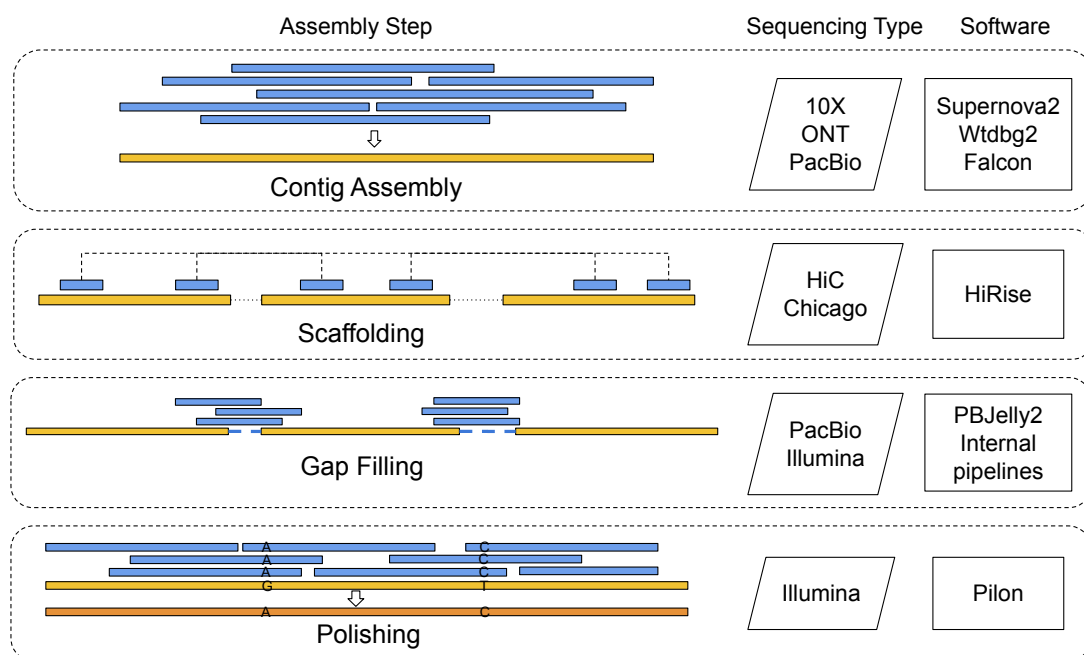 Assembly Step
Sequencing Type
Software
10X
ONT
PacBio
Supernova2
Wtdbg2
Falcon
Contig Assembly
HiC
Chicago
HiRise
Scaffolding
PacBio
Illumina
PBJelly2
Internal
pipelines
Gap Filling
A
C
A
C
A
C
G
T
A
C
Illumina
Pilon
Polishing